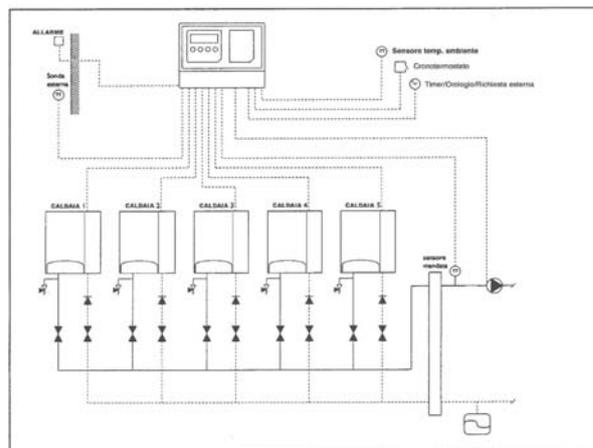 ALLARME
Sonda
esterna
Sensore temp. ambiente
Cronotermostato
Timer/Orologio/Richiesta esterna
CALDAIA 1
CALDAIA 2
CALDAIA 3
CALDAIA 4
CALDAIA 5
sensore
mandata